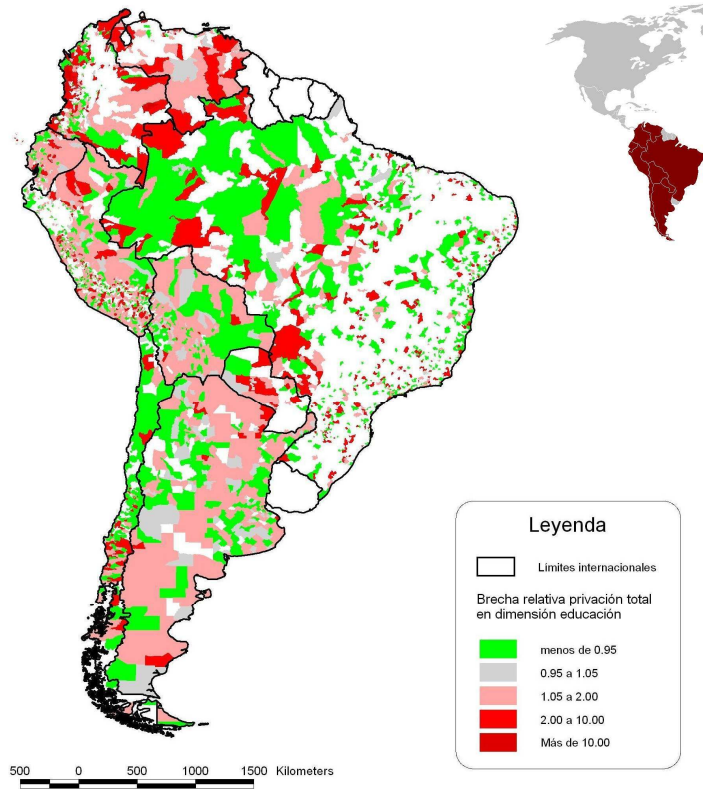 Leyenda
Límites internacionales
Brecha relativa privación total
en dimensión educación
menos de 0.95
0.95 a 1.05
1.05 a 2.00
2.00 a 10.00
Más de 10.00
500 0 500 1000 1500 Kilometers